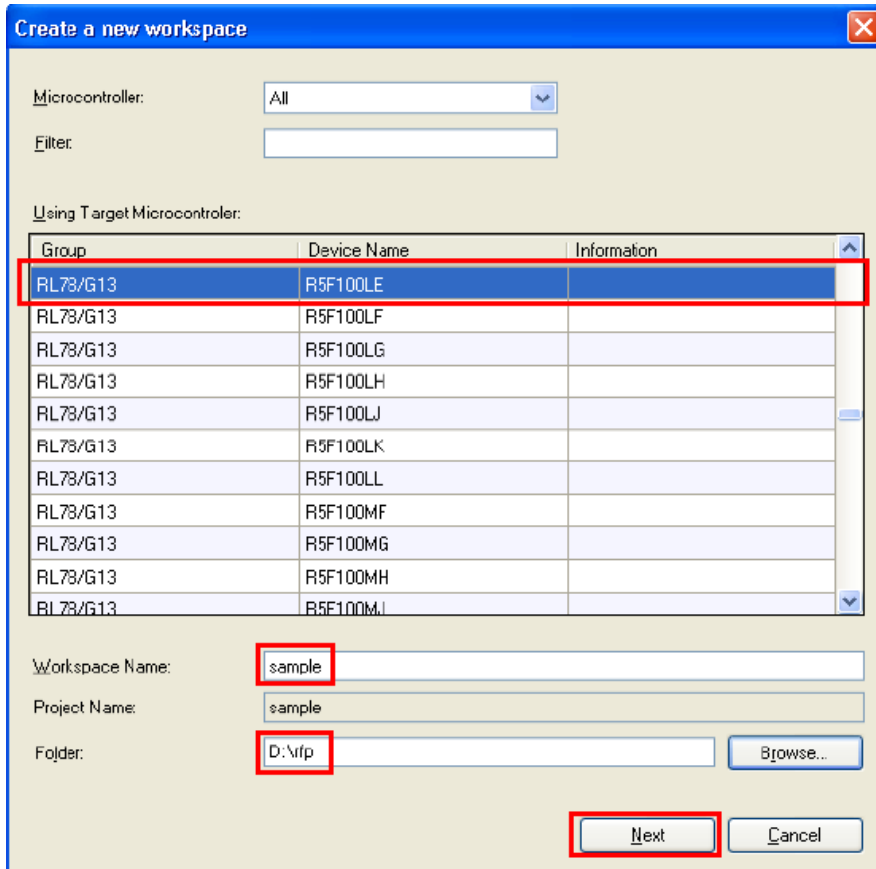 Create a new workspace
Microcontroller: All
Filter:
Using Target Microcontroler:
Group Device Name Information
RL78/G13 R5F100LE
RL78/G13 R5F100LF
RL78/G13 R5F100LG
RL78/G13 R5F100LH
RL78/G13 R5F100LJ
RL78/G13 R5F100LK
RL78/G13 R5F100LL
RL78/G13 R5F100MF
RL78/G13 R5F100MG
RL78/G13 R5F100MH
RL78/G13 R5F100MJ
Workspace Name: sample
Project Name: sample
Folder: D:\rfp Browse...
Next Cancel